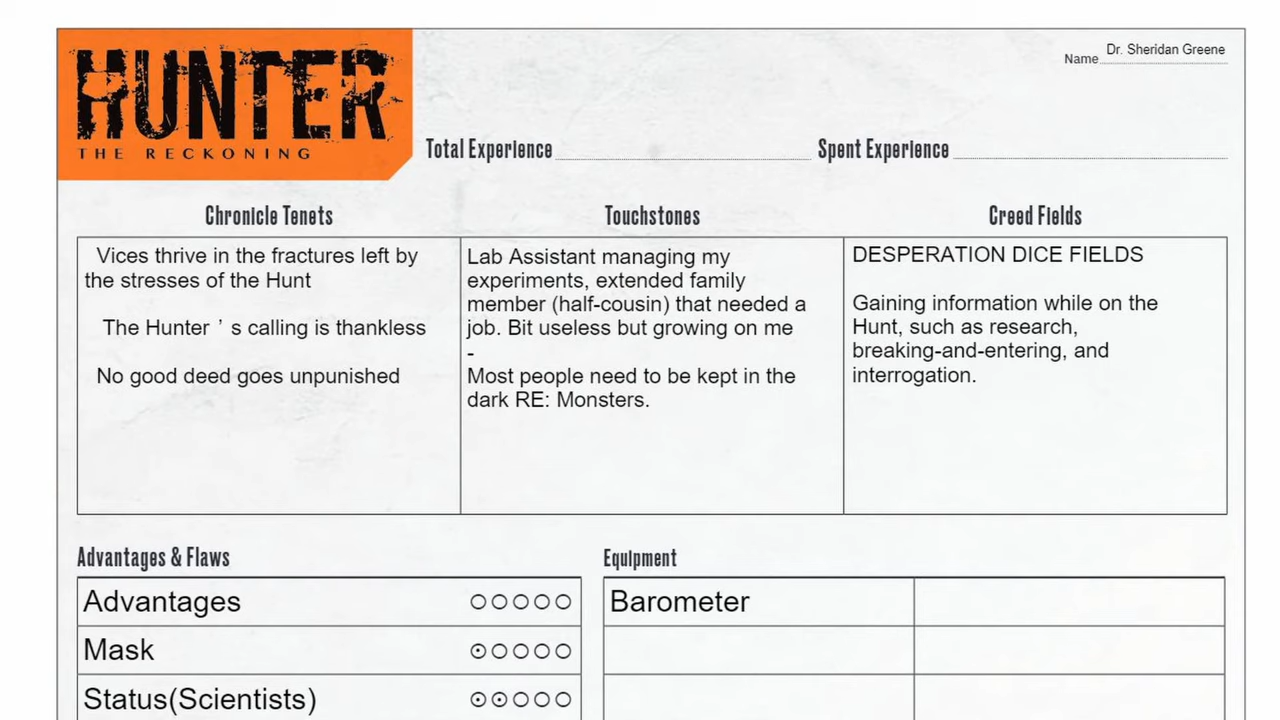 HUNTER
THE RECKONING
Name Dr. Sheridan Greene
Total Experience
Spent Experience
Chronicle Tenets
Vices thrive in the fractures left by
the stresses of the Hunt
The Hunter ’ s calling is thankless
No good deed goes unpunished
Touchstones
Lab Assistant managing my
experiments, extended family
member (half-cousin) that needed a
job. Bit useless but growing on me
-
Most people need to be kept in the
dark RE: Monsters.
Creed Fields
DESPERATION DICE FIELDS
Gaining information while on the
Hunt, such as research,
breaking-and-entering, and
interrogation.
Advantages & Flaws
Advantages
Mask
Status(Scientists)
Equipment
Barometer